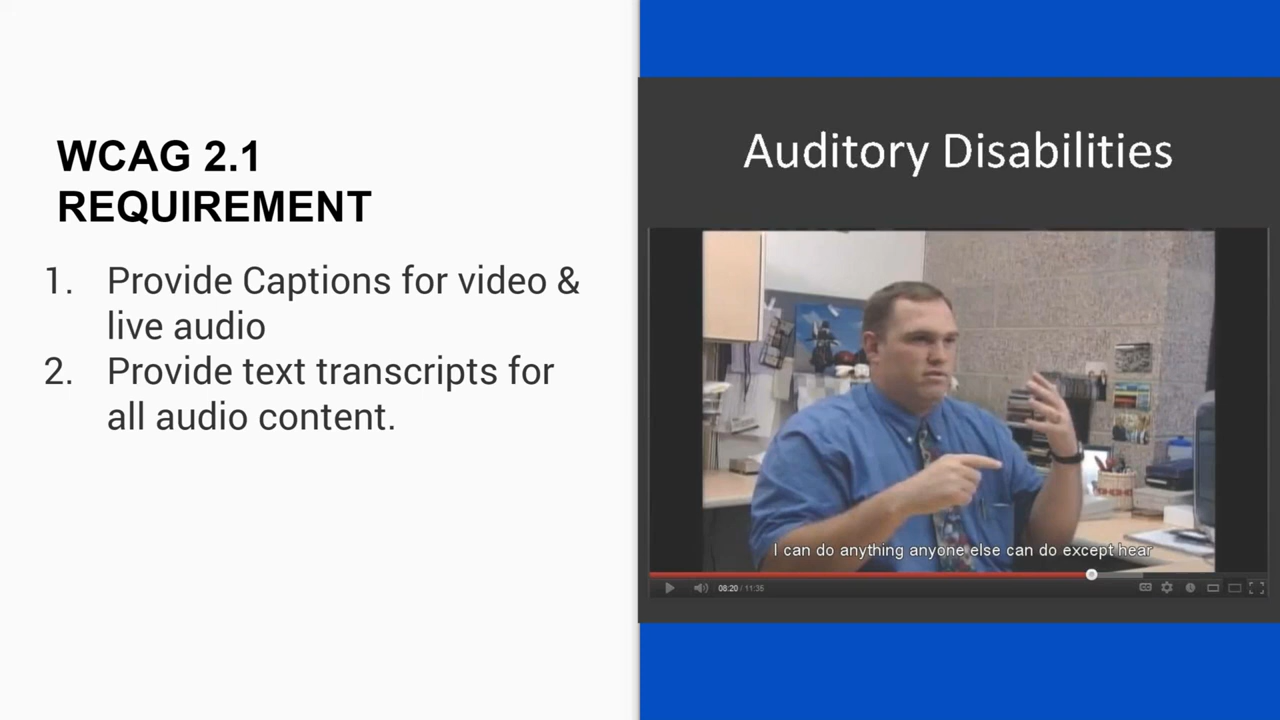 WCAG 2.1
REQUIREMENT
1. Provide Captions for video &
live audio
2. Provide text transcripts for
all audio content.
Auditory Disabilities
I can do anything anyone else can do except hear
08:20 / 11:35
CC